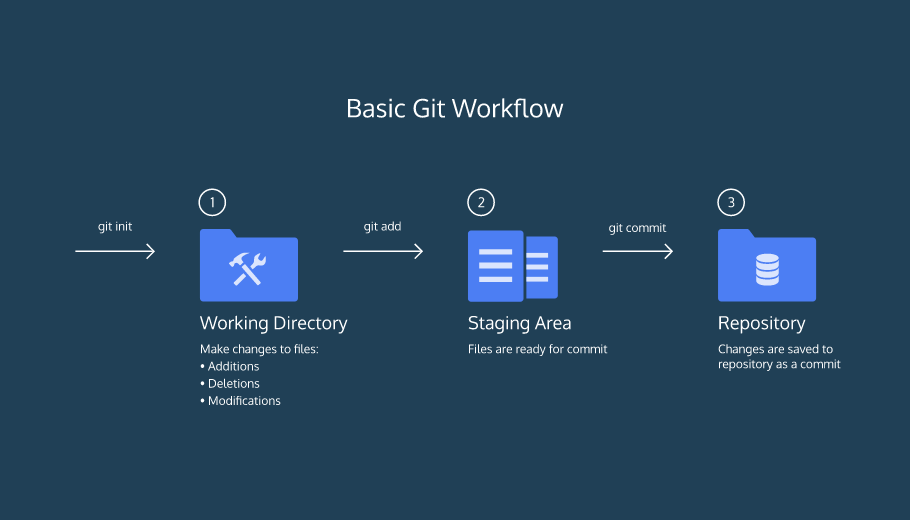 Basic Git Workflow
git init
1
git add
2
git commit
3
Working Directory
Make changes to files:
• Additions
• Deletions
• Modifications
Staging Area
Files are ready for commit
Repository
Changes are saved to
repository as a commit